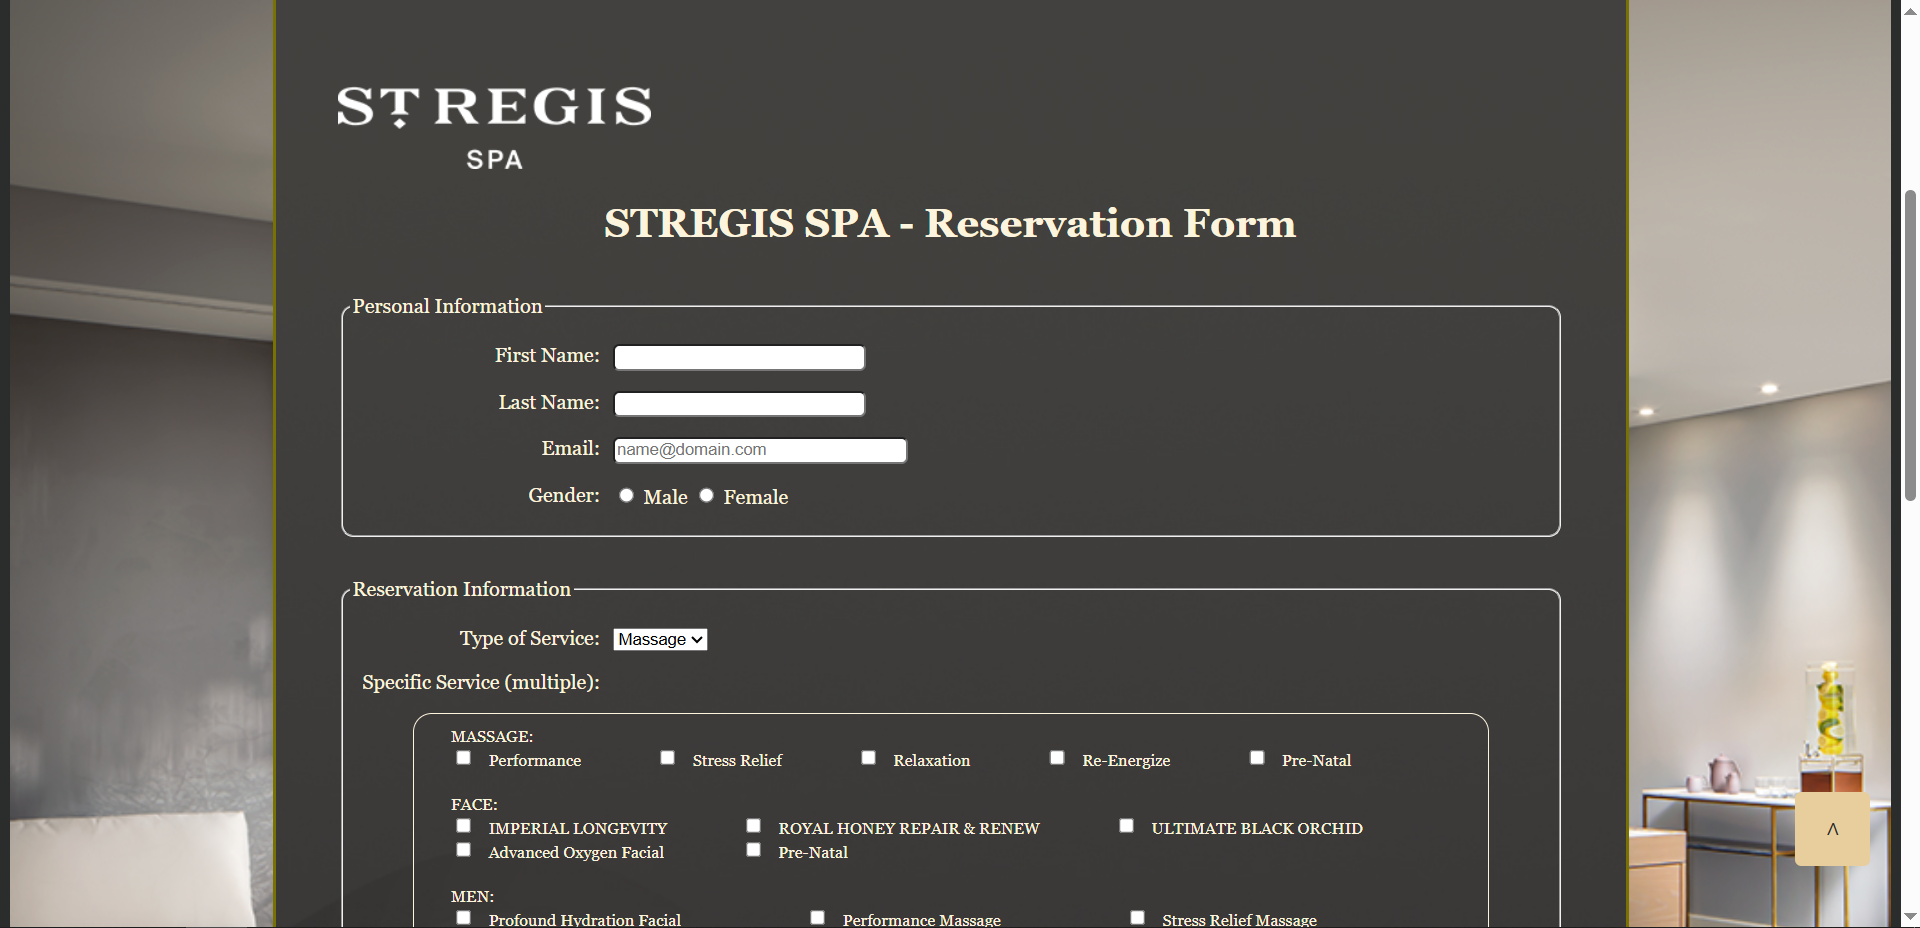 ST REGIS
SPA
STREGIS SPA - Reservation Form
Personal Information
First Name:
Last Name:
Email: name@domain.com
Gender: Male Female
Reservation Information
Type of Service: Massage
Specific Service (multiple):
MASSAGE:
Performance Stress Relief Relaxation Re-Energize Pre-Natal
FACE:
IMPERIAL LONGEVITY ROYAL HONEY REPAIR & RENEW ULTIMATE BLACK ORCHID
Advanced Oxygen Facial Pre-Natal
^
MEN:
Profound Hydration Facial Performance Massage Stress Relief Massage